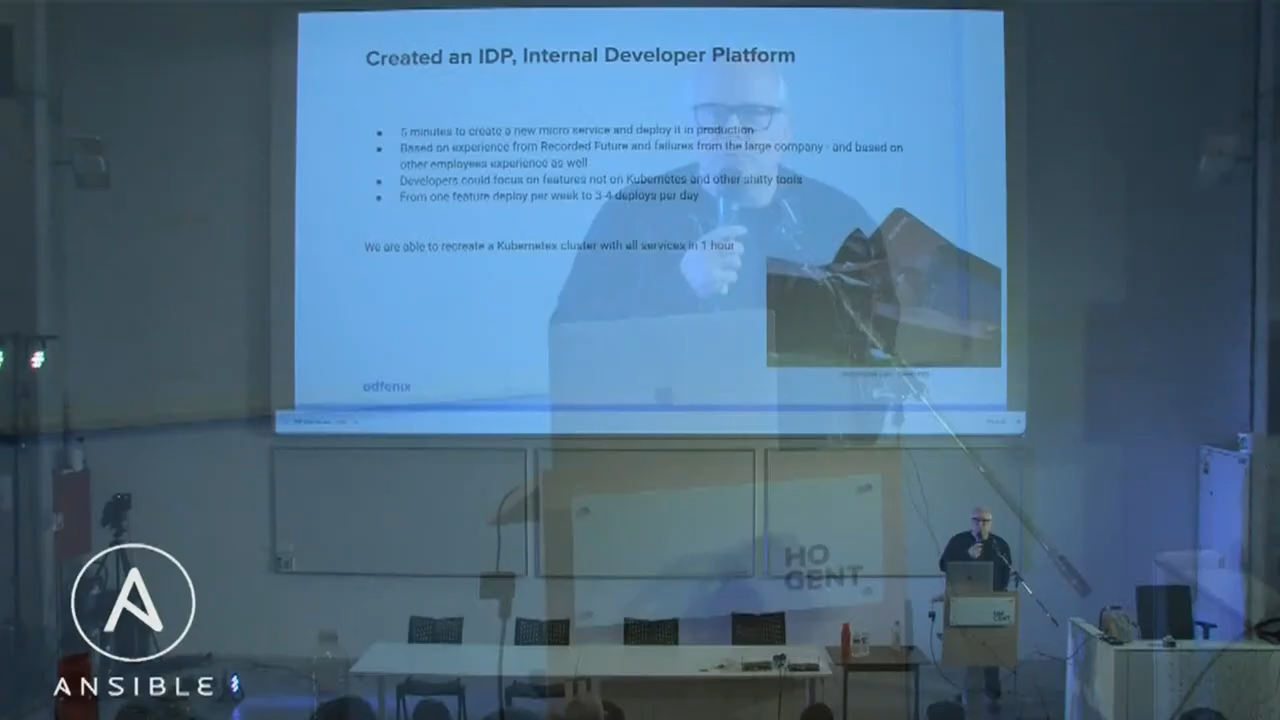 Created an IDP, Internal Developer Platform
5 minutes to create a new micro service and deploy it in production
Based on experience from Recorded Future and failures from the large company - and based on
other employees experience as well
Developers could focus on features not on Kubernetes and other shitty tools
From one feature deploy per week to 3-4 deploys per day
We are able to recreate a Kubernetes cluster with all services in 1 hour
edfenix
HO
GENT
HO
GENT
ANSIBLE